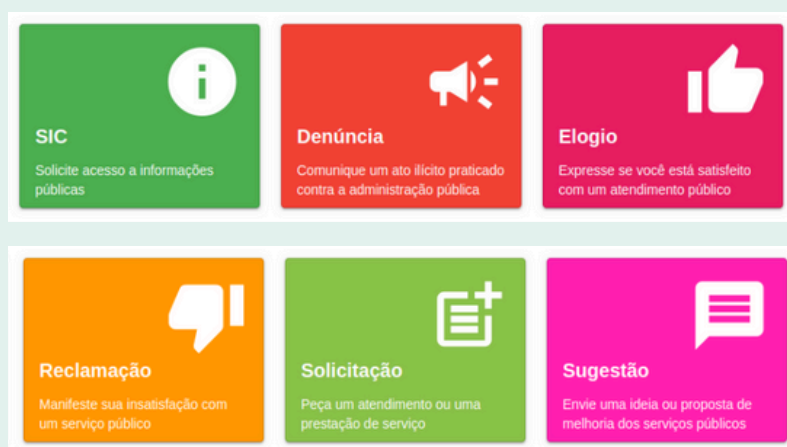 SIC
Solicite acesso a informações
públicas
Denúncia
Comunique um ato ilícito praticado
contra a administração pública
Elogio
Expresse se você está satisfeito
com um atendimento público
Reclamação
Manifeste sua insatisfação com
um serviço público
Solicitação
Peça um atendimento ou uma
prestação de serviço
Sugestão
Envie uma ideia ou proposta de
melhoria dos serviços públicos